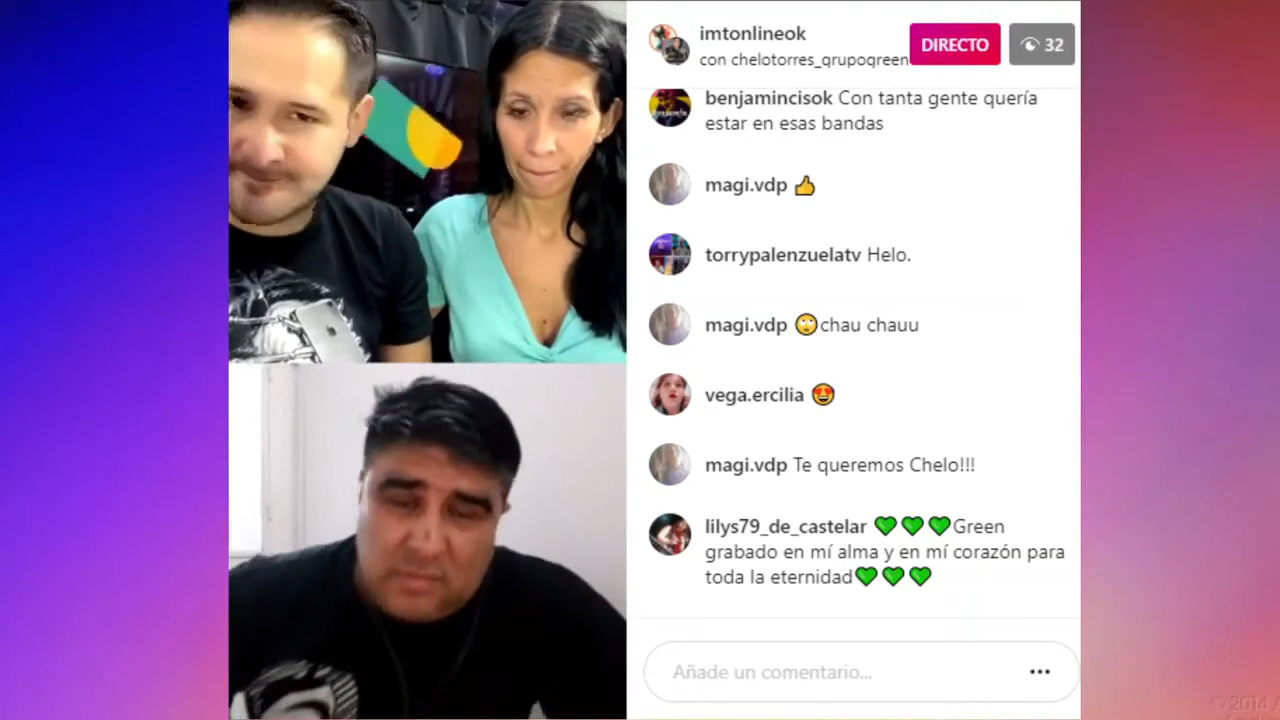 imtonlineok
con chelotorres_grupogreen
DIRECTO
32
benjamincisok Con tanta gente quería
estar en esas bandas
magi.vdp 👍
torrypalenzuelatv Helo.
magi.vdp 🙄chau chauu
vega.ercilia 😍
magi.vdp Te queremos Chelo!!!
lilys79_de_castelar 💚💚💚Green
grabado en mí alma y en mí corazón para
toda la eternidad💚💚💚
Añade un comentario...
©2014